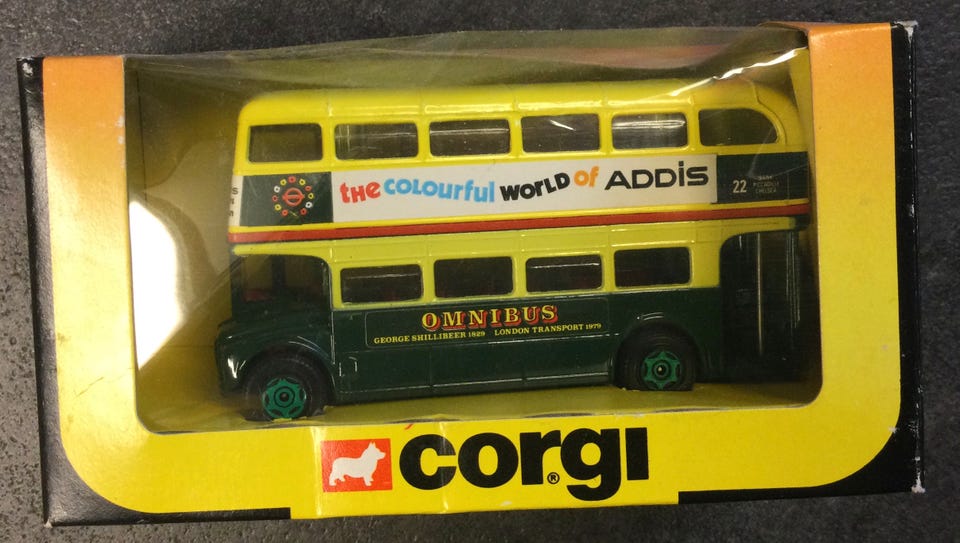 the COLOURful WORLD OF ADDiS
22
PICCADILLY
CHELSEA
OMNIBUS
GEORGE SHILLIBEER 1829 LONDON TRANSPORT 1979
CORGI ®